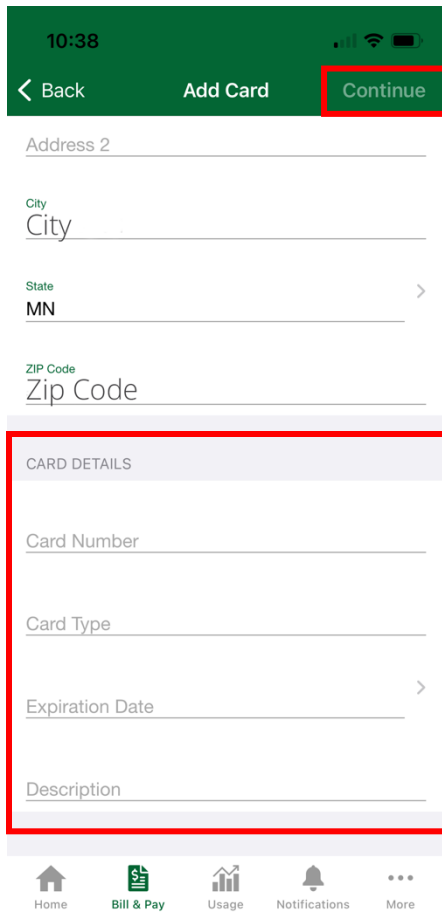 10:38
Back Add Card Continue
Address 2
City
City
State
MN
ZIP Code
Zip Code
CARD DETAILS
Card Number
Card Type
Expiration Date
Description
Home Bill & Pay Usage Notifications More